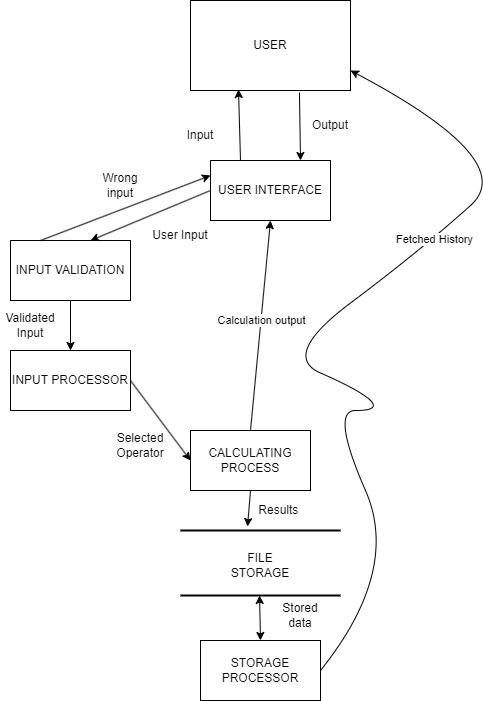 USER
Input
Output
Wrong
input
USER INTERFACE
User Input
Fetched History
INPUT VALIDATION
Validated
Input
Calculation output
INPUT PROCESSOR
Selected
Operator
CALCULATING
PROCESS
Results
FILE
STORAGE
Stored
data
STORAGE
PROCESSOR